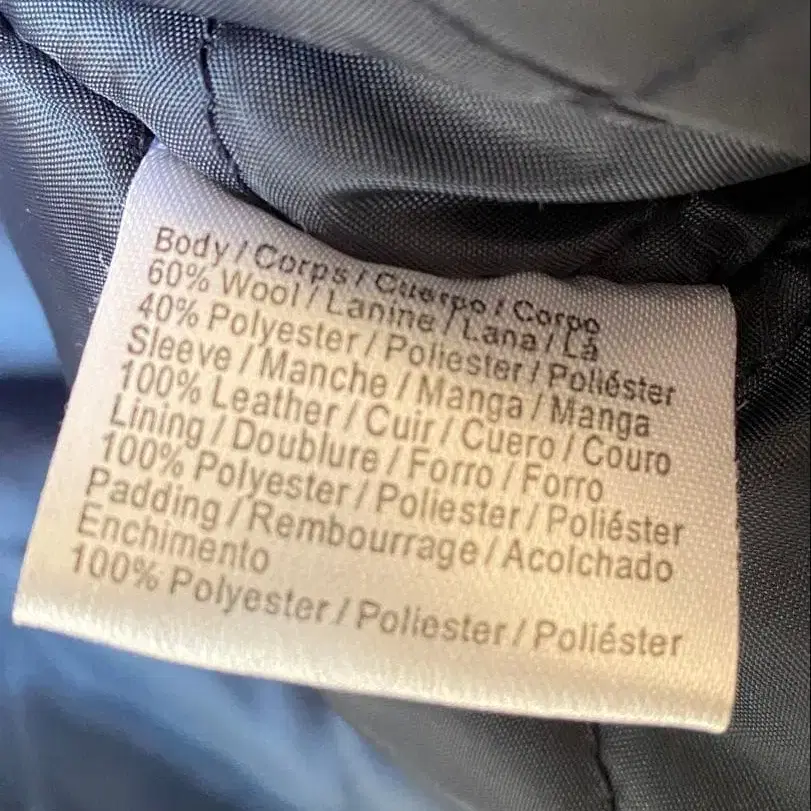 Body / Corps / Cuerpo / Corpo
60% Wool / Lanine / Lana / Lã
40% Polyester / Poliester / Poliéster
Sleeve / Manche / Manga / Manga
100% Leather / Cuir / Cuero / Couro
Lining / Doublure / Forro / Forro
100% Polyester / Poliester / Poliéster
Padding / Rembourrage / Acolchado
Enchimento
100% Polyester / Poliester / Poliéster